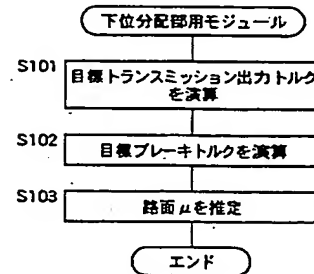 下位分配部用モジュール
S101
目標トランスミッション出力トルク
を演算
S102
目標ブレーキトルクを演算
S103
路面μを推定
エンド